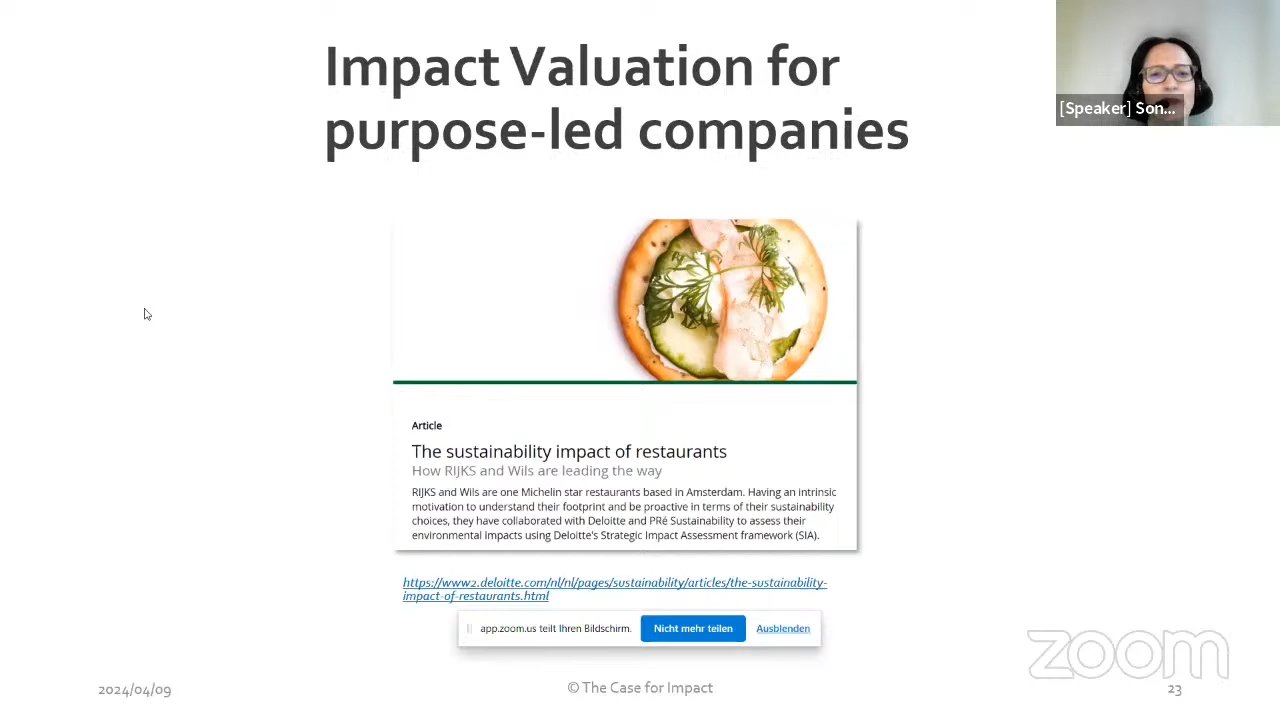 Impact Valuation for
purpose-led companies
[Speaker] Son...
Article
The sustainability impact of restaurants
How RIJKS and Wils are leading the way
RIJKS and Wils are one Michelin star restaurants based in Amsterdam. Having an intrinsic
motivation to understand their footprint and be proactive in terms of their sustainability
choices, they have collaborated with Deloitte and PRé Sustainability to assess their
environmental impacts using Deloitte's Strategic Impact Assessment framework (SIA).
https://www2.deloitte.com/nl/nl/pages/sustainability/articles/the-sustainability-
impact-of-restaurants.html
app.zoom.us teilt Ihren Bildschirm. Nicht mehr teilen Ausblenden
zoom
2024/04/09 © The Case for Impact 23